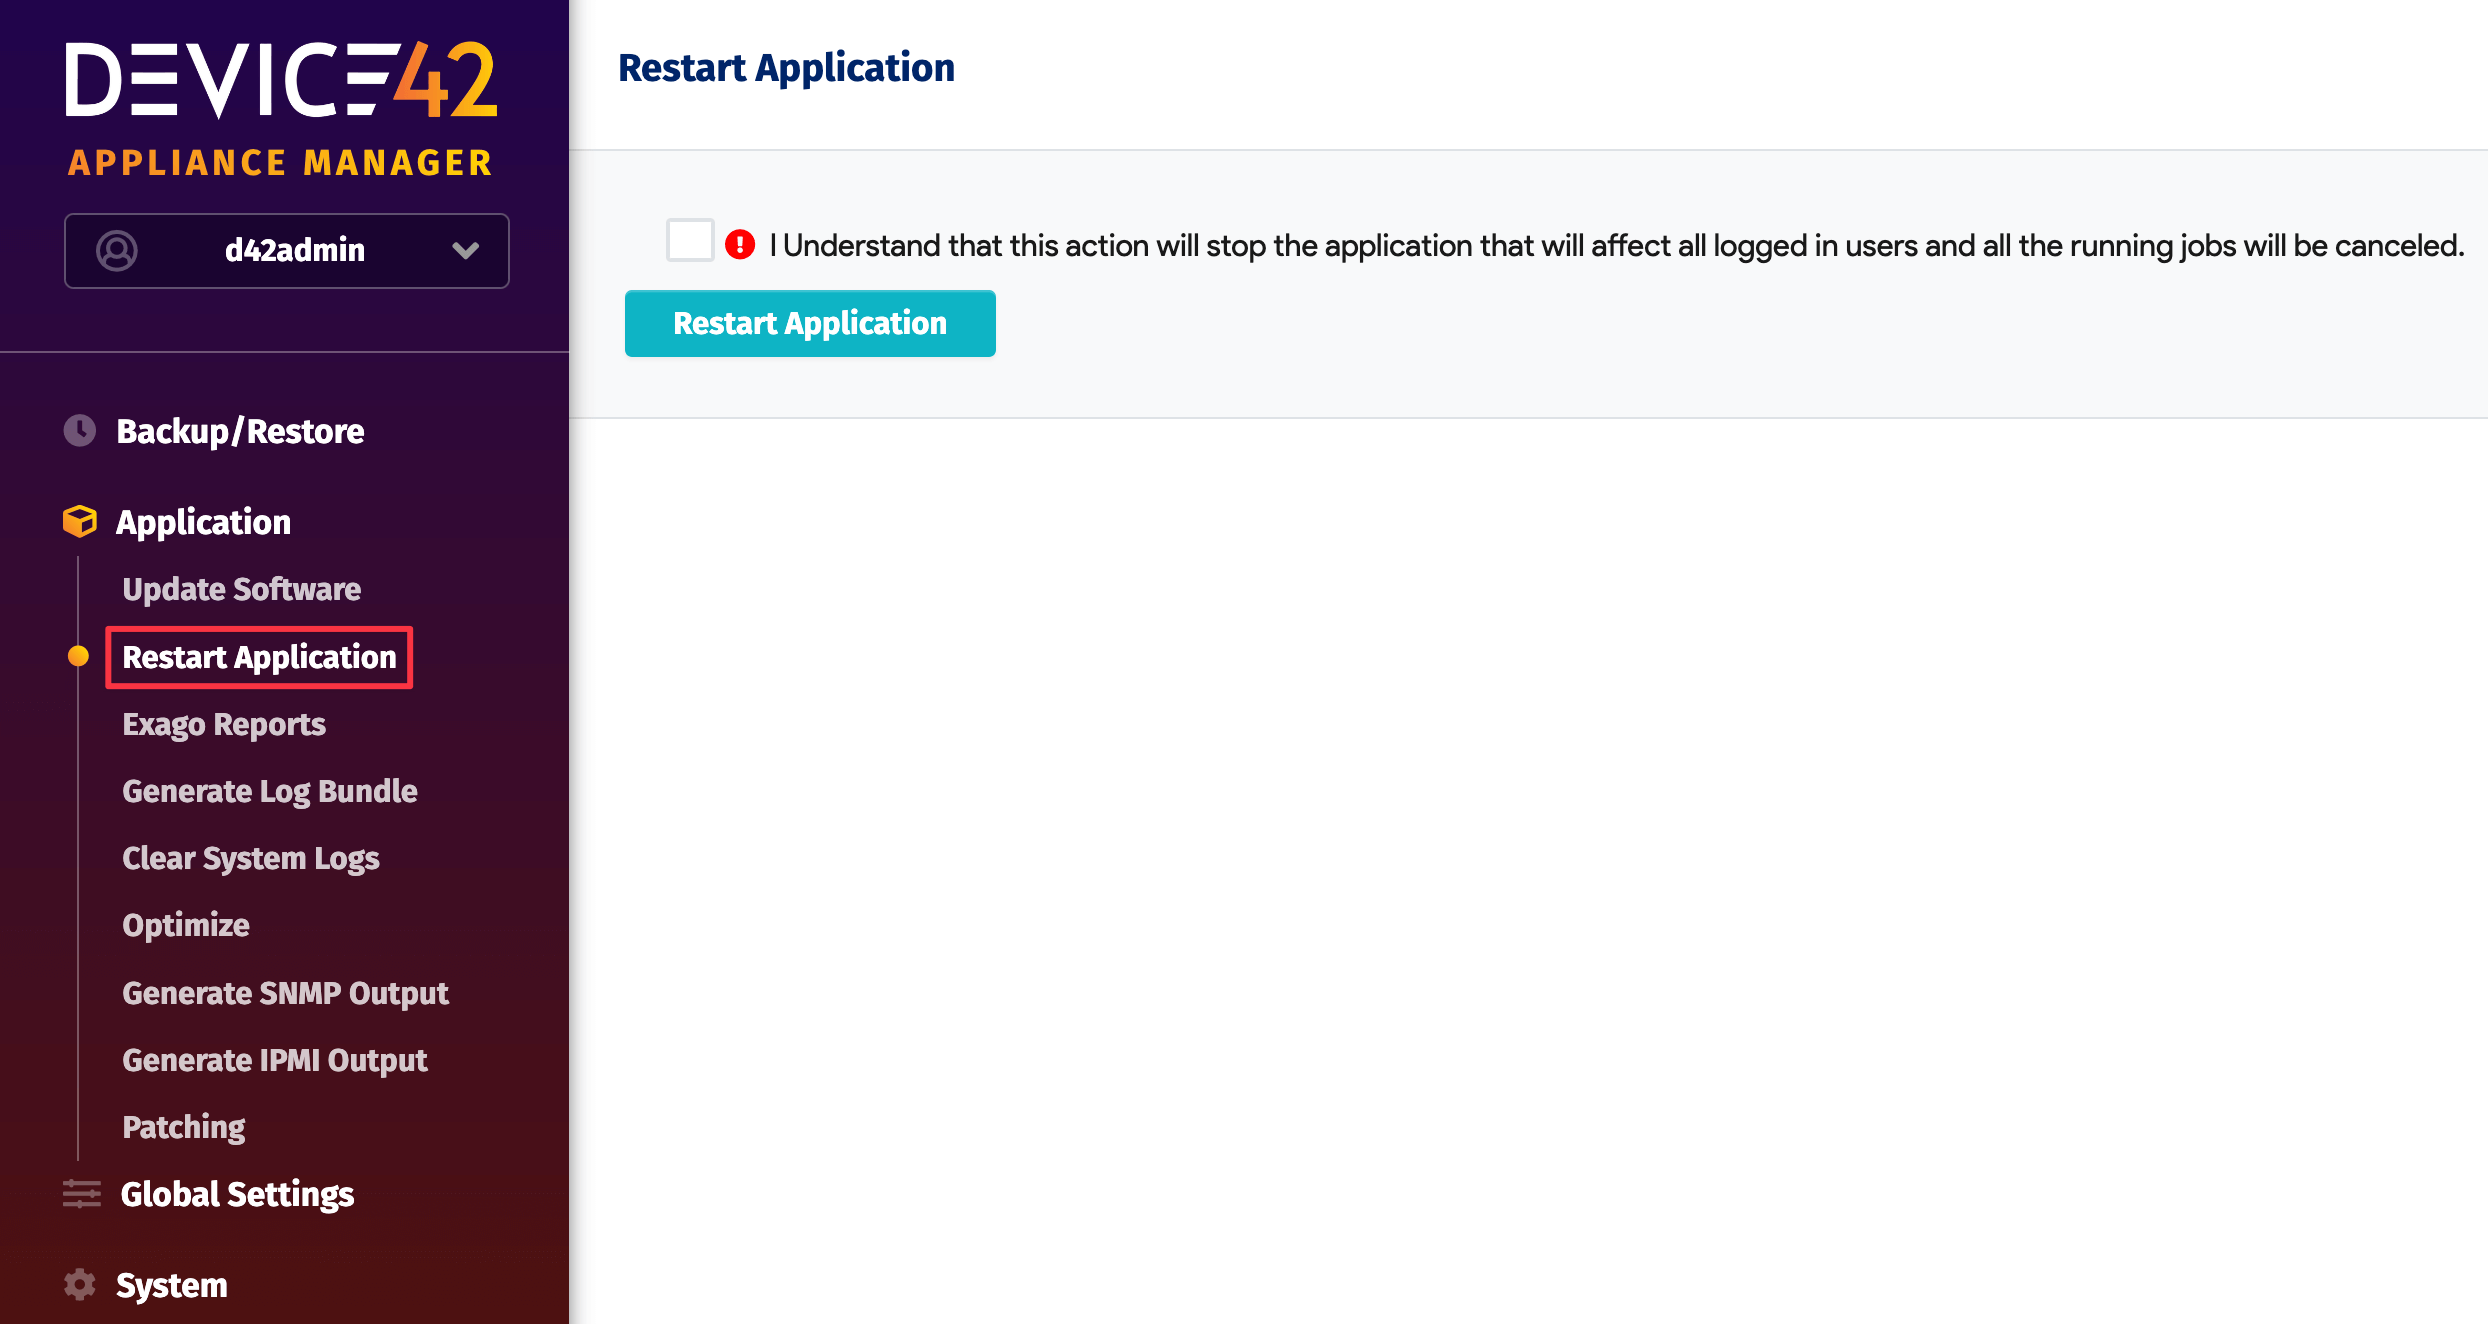 DEVICE42
APPLIANCE MANAGER
d42admin
Backup/Restore
Application
Update Software
Restart Application
Exago Reports
Generate Log Bundle
Clear System Logs
Optimize
Generate SNMP Output
Generate IPMI Output
Patching
Global Settings
System
Restart Application
I Understand that this action will stop the application that will affect all logged in users and all the running jobs will be canceled.
Restart Application